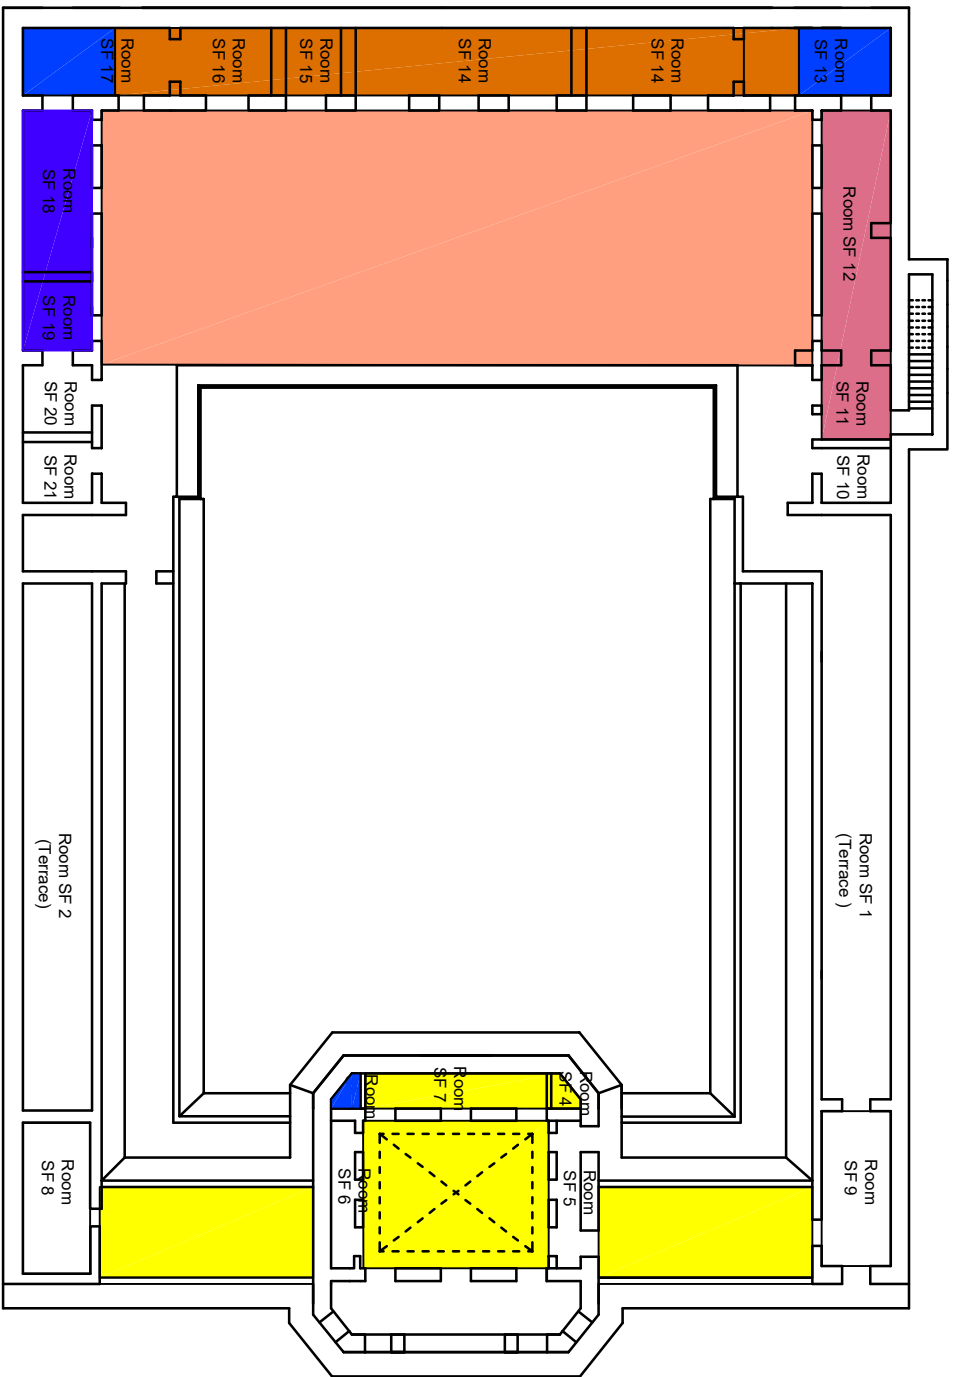 Room
SF 17
Room
SF 16
Room
SF 15
Room
SF 14
Room
SF 14
Room
SF 13
Room
SF 18
Room SF 12
Room
SF 19
Room
SF 20
Room
SF 11
Room
SF 21
Room
SF 10
Room SF 2
(Terrace)
Room SF 1
(Terrace )
Room
Room
SF 7
Room
SF 4
Room
SF 8
Room
SF 6
Room
SF 5
Room
SF 9